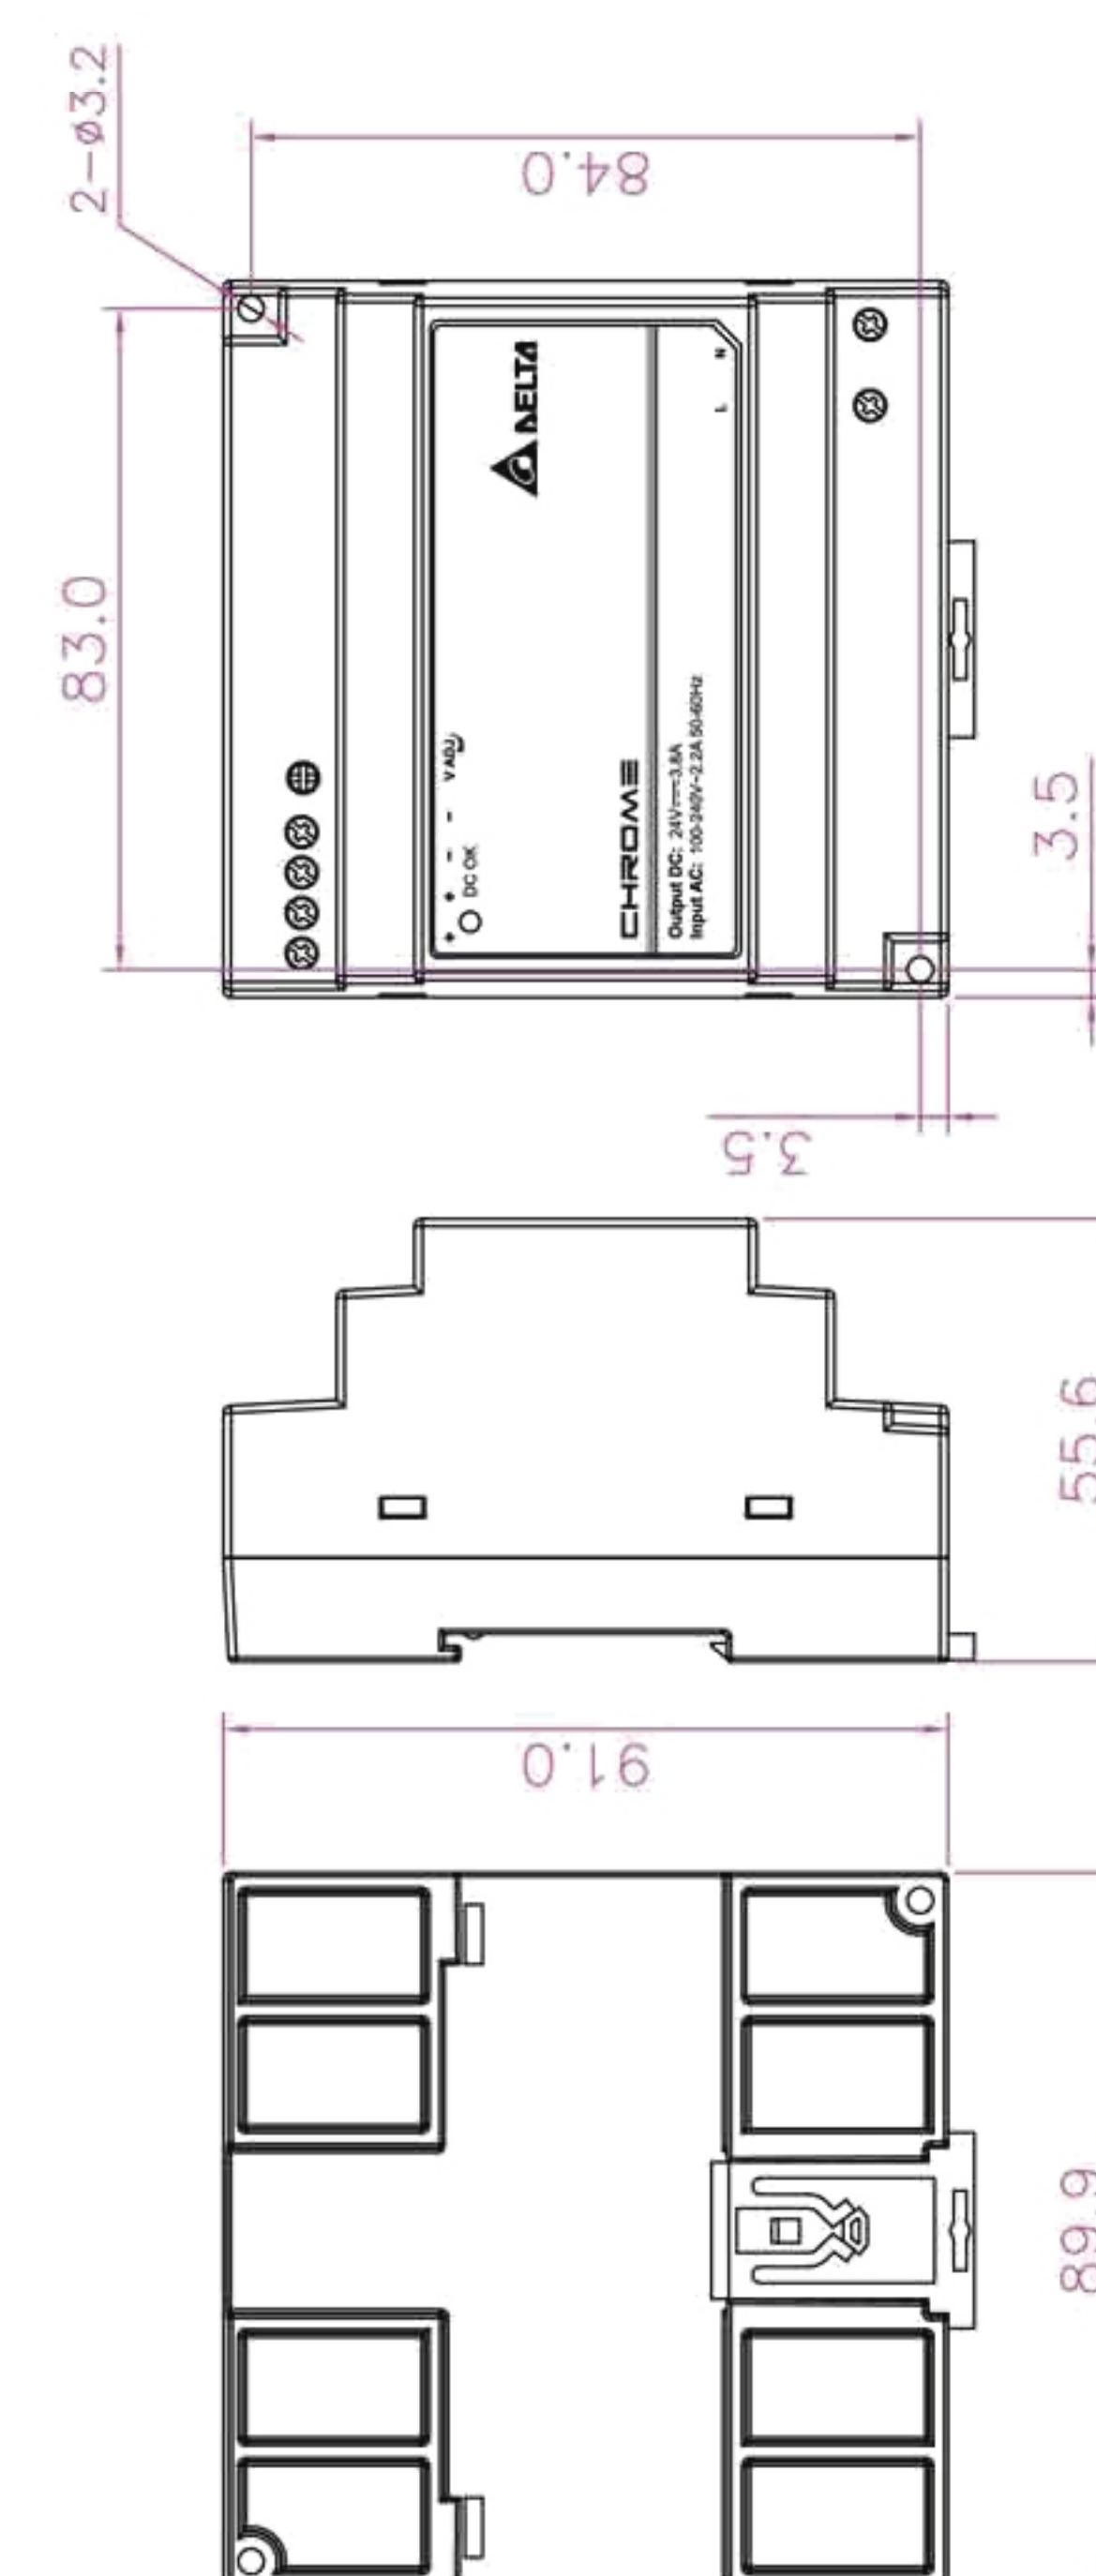 2-ø3.2
84.0
83.0
DELTA
N
L
V ADJ
-
-
+
+
DC OK
CHROME
Output DC: 24V⎓3.8A
Input AC: 100-240V~2.2A 50-60Hz
3.5
3.5
55.6
91.0
89.9